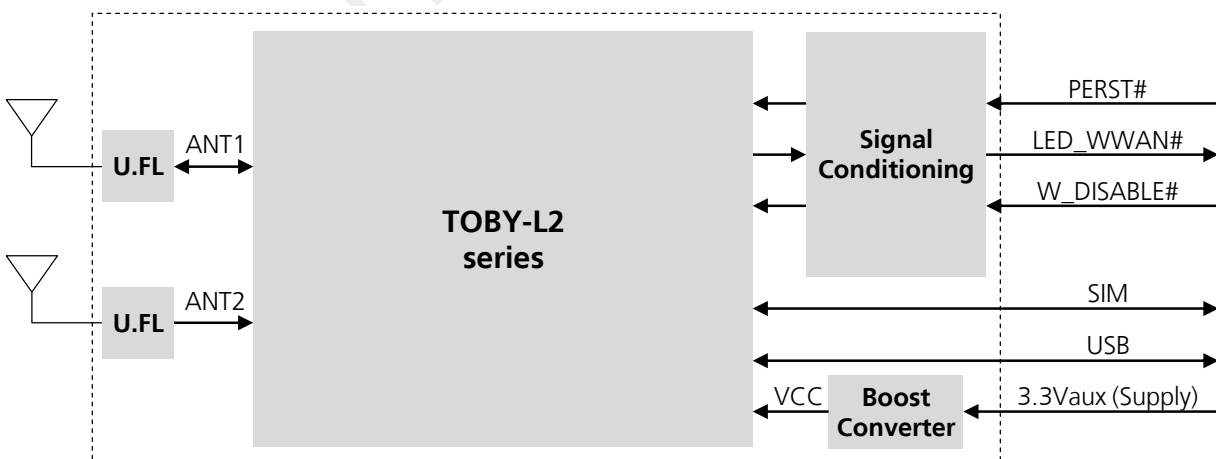 ANT1
U.FL
ANT2
U.FL
TOBY-L2
series
Signal
Conditioning
PERST#
LED_WWAN#
W_DISABLE#
SIM
USB
VCC
Boost
Converter
3.3Vaux (Supply)